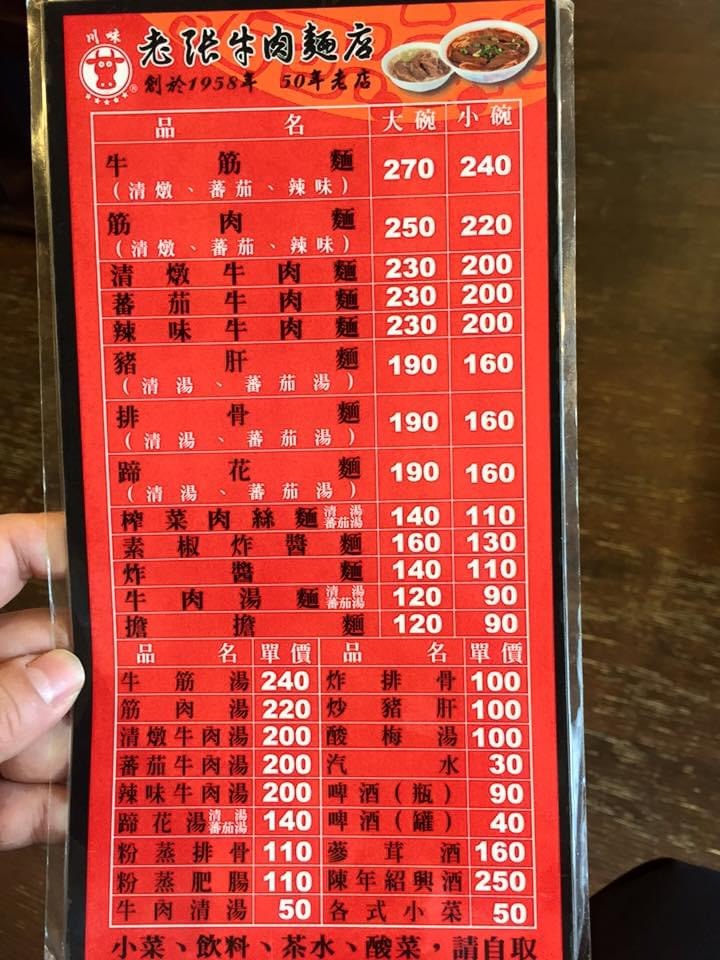 川味
老張牛肉麵店
創於1958年 50年老店
品名 大碗 小碗
牛筋麵 270 240
(清燉、蕃茄、辣味)
筋肉麵 250 220
(清燉、蕃茄、辣味)
清燉牛肉麵 230 200
蕃茄牛肉麵 230 200
辣味牛肉麵 230 200
豬肝麵 190 160
(清湯、蕃茄湯)
排骨麵 190 160
(清湯、蕃茄湯)
蹄花麵 190 160
(清湯、蕃茄湯)
榨菜肉絲麵 清湯 蕃茄湯 140 110
素椒炸醬麵 160 130
炸醬麵 140 110
牛肉湯麵 清湯 蕃茄湯 120 90
擔擔麵 120 90
品名 單價 品名 單價
牛筋湯 240 炸排骨 100
筋肉湯 220 炒豬肝 100
清燉牛肉湯 200 酸梅湯 100
蕃茄牛肉湯 200 汽水 30
辣味牛肉湯 200 啤酒(瓶) 90
蹄花湯 清湯 蕃茄湯 140 啤酒(罐) 40
粉蒸排骨 110 蔘茸酒 160
粉蒸肥腸 110 陳年紹興酒 250
牛肉清湯 50 各式小菜 50
小菜、飲料、茶水、酸菜，請自取